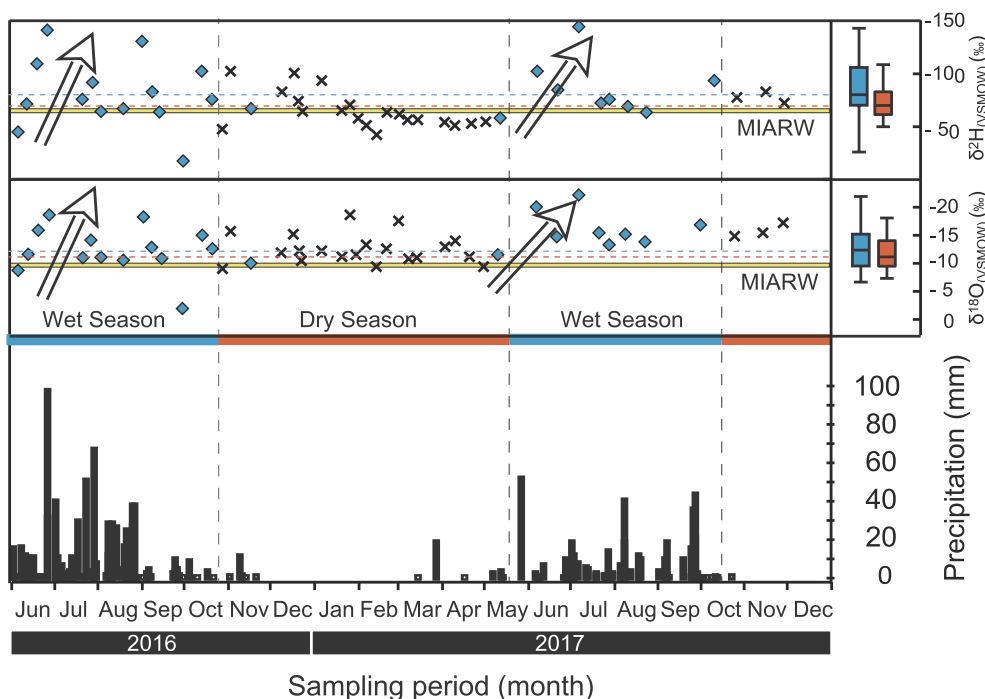 -150
-100
- 50
δ²H(VSMOW) (‰)
MIARW
-20
-15
-10
- 5
0
δ¹⁸O(VSMOW) (‰)
MIARW
Wet Season
Dry Season
Wet Season
100
80
60
40
20
0
Precipitation (mm)
Jun Jul Aug Sep Oct Nov Dec Jan Feb Mar Apr May Jun Jul Aug Sep Oct Nov Dec
2016 2017
Sampling period (month)